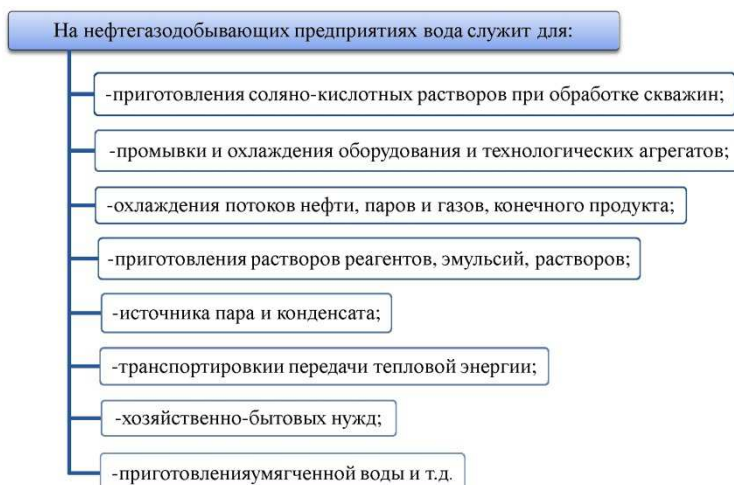 На нефтегазодобывающих предприятиях вода служит для:
-приготовления соляно-кислотных растворов при обработке скважин;
-промывки и охлаждения оборудования и технологических агрегатов;
-охлаждения потоков нефти, паров и газов, конечного продукта;
-приготовления растворов реагентов, эмульсий, растворов;
-источника пара и конденсата;
-транспортировкии передачи тепловой энергии;
-хозяйственно-бытовых нужд;
-приготовленияумягченной воды и т.д.